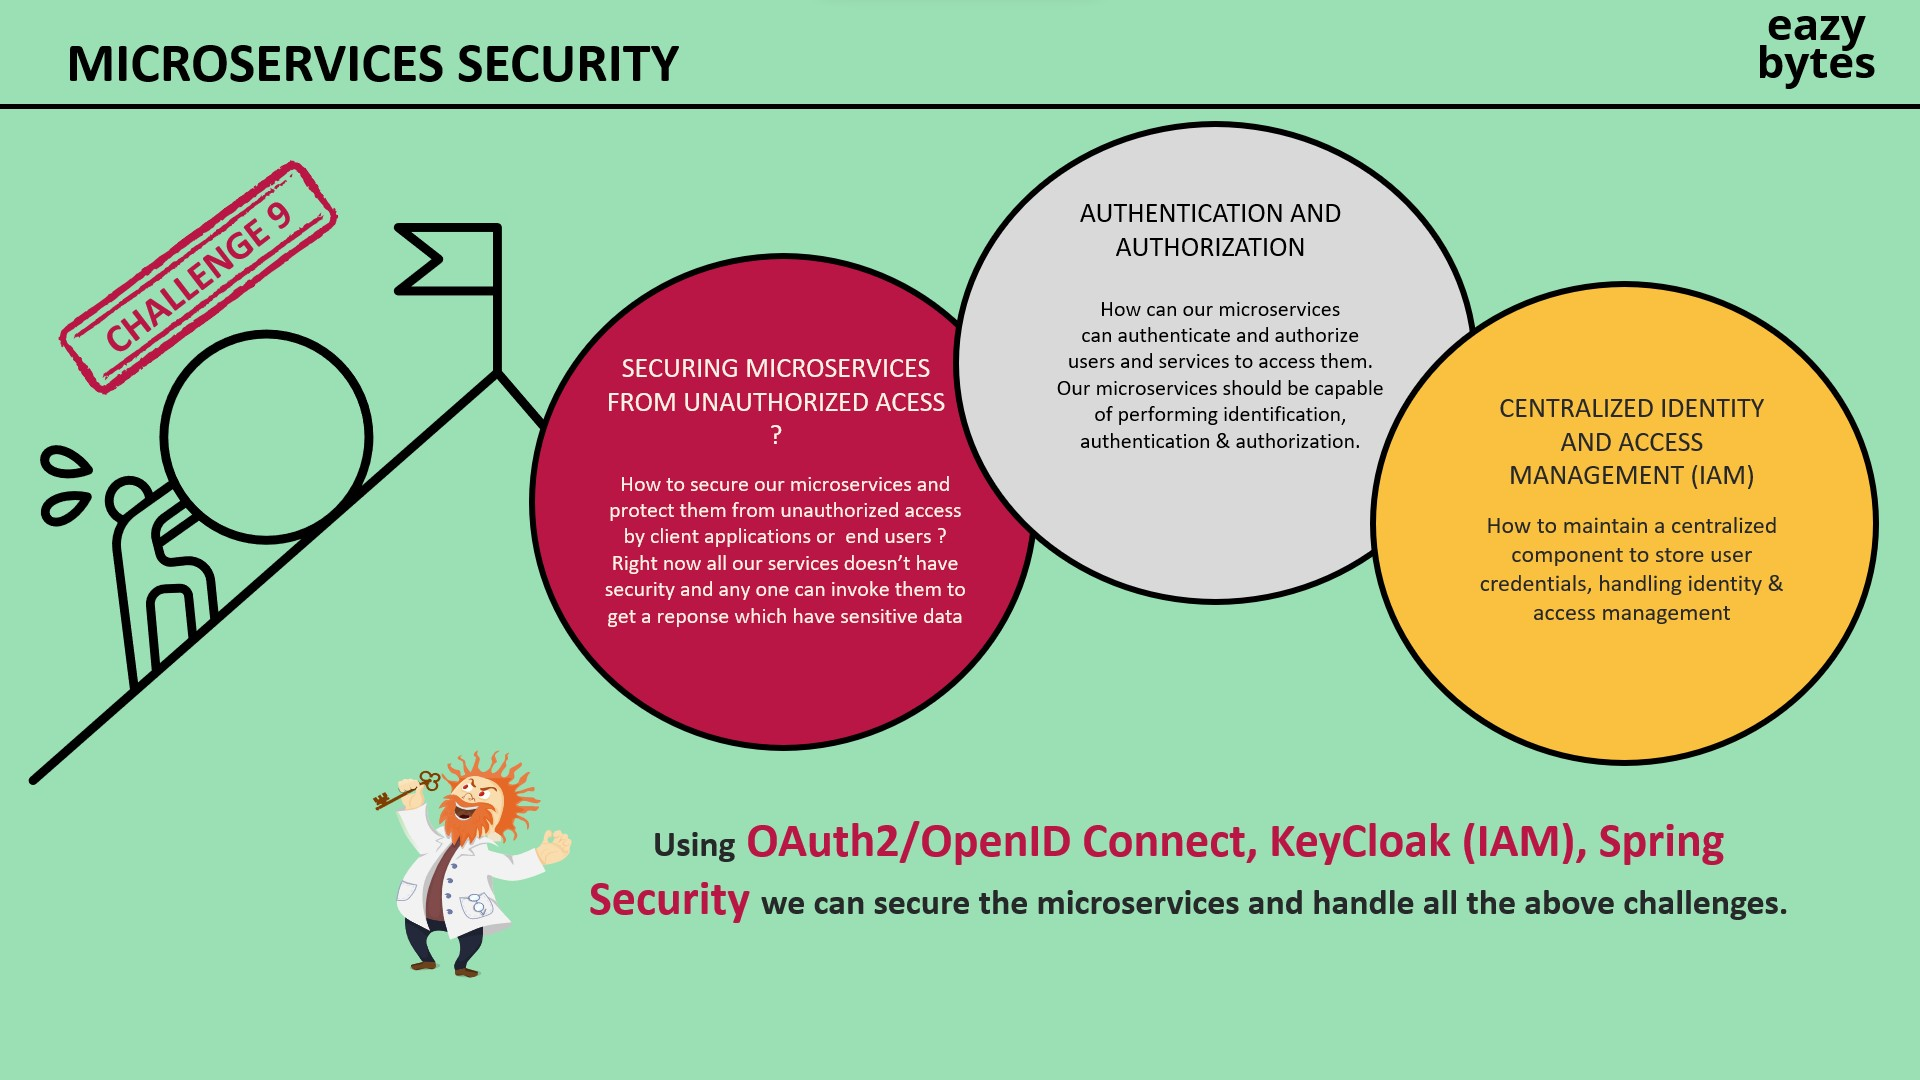 MICROSERVICES SECURITY
eazy
bytes
CHALLENGE 9
SECURING MICROSERVICES
FROM UNAUTHORIZED ACESS
?
How to secure our microservices and
protect them from unauthorized access
by client applications or  end users ?
Right now all our services doesn’t have
security and any one can invoke them to
get a reponse which have sensitive data
AUTHENTICATION AND
AUTHORIZATION
How can our microservices
can authenticate and authorize
users and services to access them.
Our microservices should be capable
of performing identification,
authentication & authorization.
CENTRALIZED IDENTITY
AND ACCESS
MANAGEMENT (IAM)
How to maintain a centralized
component to store user
credentials, handling identity &
access management
Using OAuth2/OpenID Connect, KeyCloak (IAM), Spring
Security we can secure the microservices and handle all the above challenges.